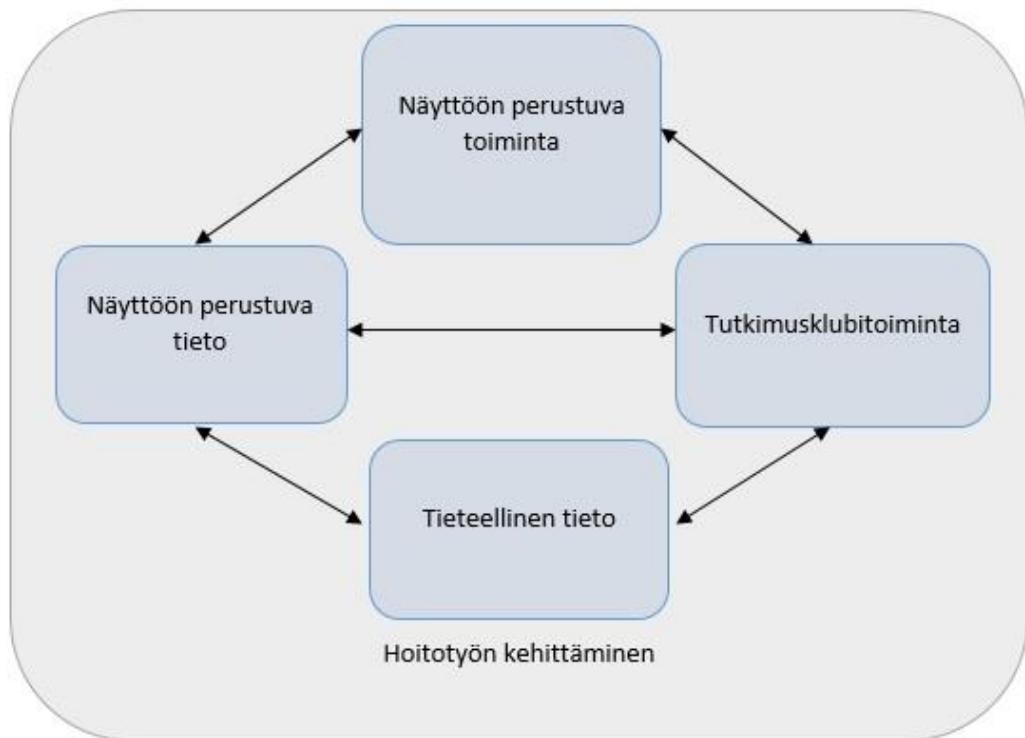 Näyttöön perustuva
toiminta
Näyttöön perustuva
tieto
Tutkimusklubitoiminta
Tieteellinen tieto
Hoitotyön kehittäminen